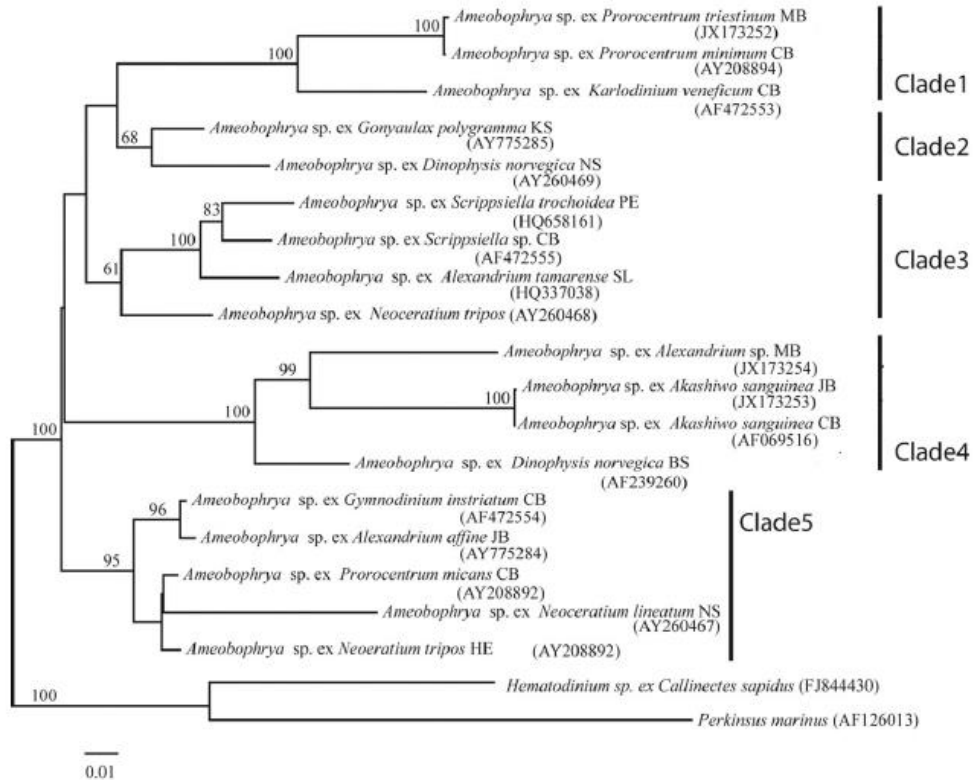 100 Ameobophrya sp. ex Prorocentrum triestinum MB
(JX173252)
100 Ameobophrya sp. ex Prorocentrum minimum CB
(AY208894)
Ameobophrya sp. ex Karlodinium veneficum CB
(AF472553)
Clade1
68 Ameobophrya sp. ex Gonyaulax polygramma KS
(AY775285)
Ameobophrya sp. ex Dinophysis norvegica NS
(AY260469)
Clade2
83 Ameobophrya sp. ex Scrippsiella trochoidea PE
(HQ658161)
100 Ameobophrya sp. ex Scrippsiella sp. CB
(AF472555)
Ameobophrya sp. ex Alexandrium tamarense SL
(HQ337038)
61 Ameobophrya sp. ex Neoceratium tripos (AY260468)
Clade3
99 Ameobophrya sp. ex Alexandrium sp. MB
(JX173254)
100 Ameobophrya sp. ex Akashiwo sanguinea JB
(JX173253)
100 Ameobophrya sp. ex Akashiwo sanguinea CB
(AF069516)
100 Ameobophrya sp. ex Dinophysis norvegica BS
(AF239260)
Clade4
96 Ameobophrya sp. ex Gymnodinium instriatum CB
(AF472554)
Ameobophrya sp. ex Alexandrium affine JB
(AY775284)
95 Ameobophrya sp. ex Prorocentrum micans CB
(AY208892)
Ameobophrya sp. ex Neoceratium lineatum NS
(AY260467)
Ameobophrya sp. ex Neoeratium tripos HE (AY208892)
Clade5
100 Hematodinium sp. ex Callinectes sapidus (FJ844430)
Perkinsus marinus (AF126013)
0.01